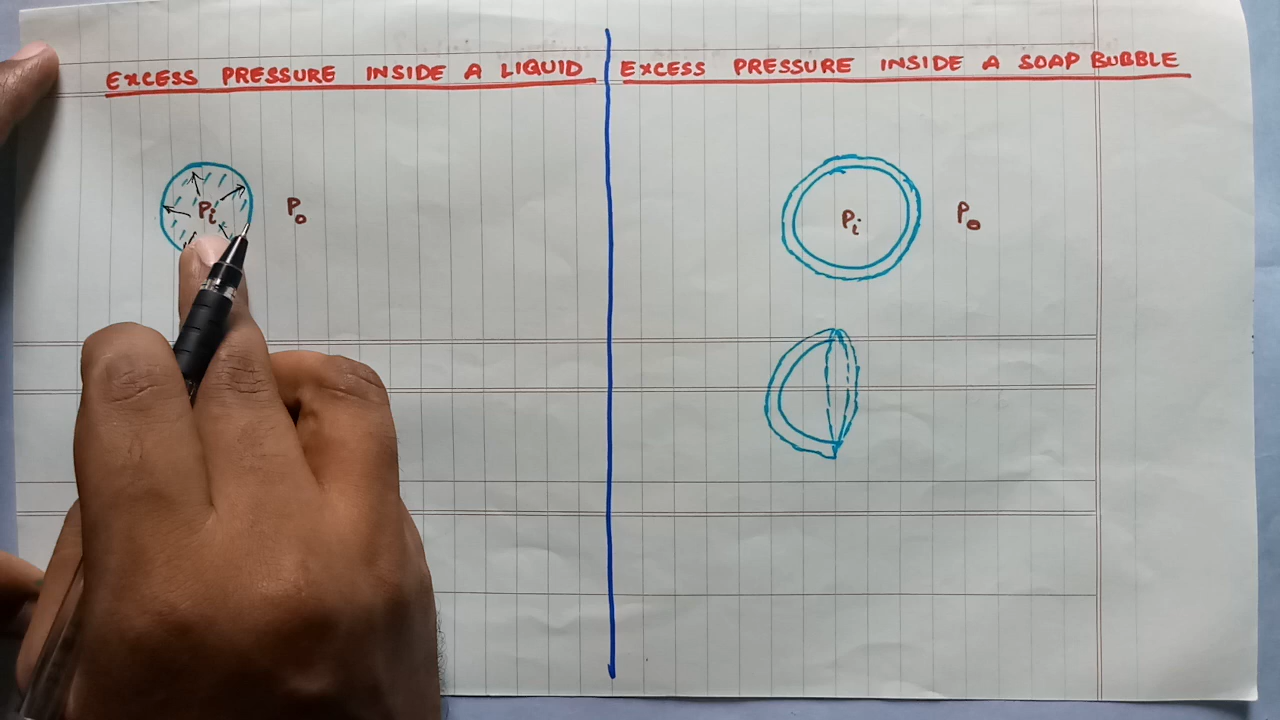 EXCESS PRESSURE INSIDE A LIQUID
Pi
Po
EXCESS PRESSURE INSIDE A SOAP BUBBLE
Pi
Po